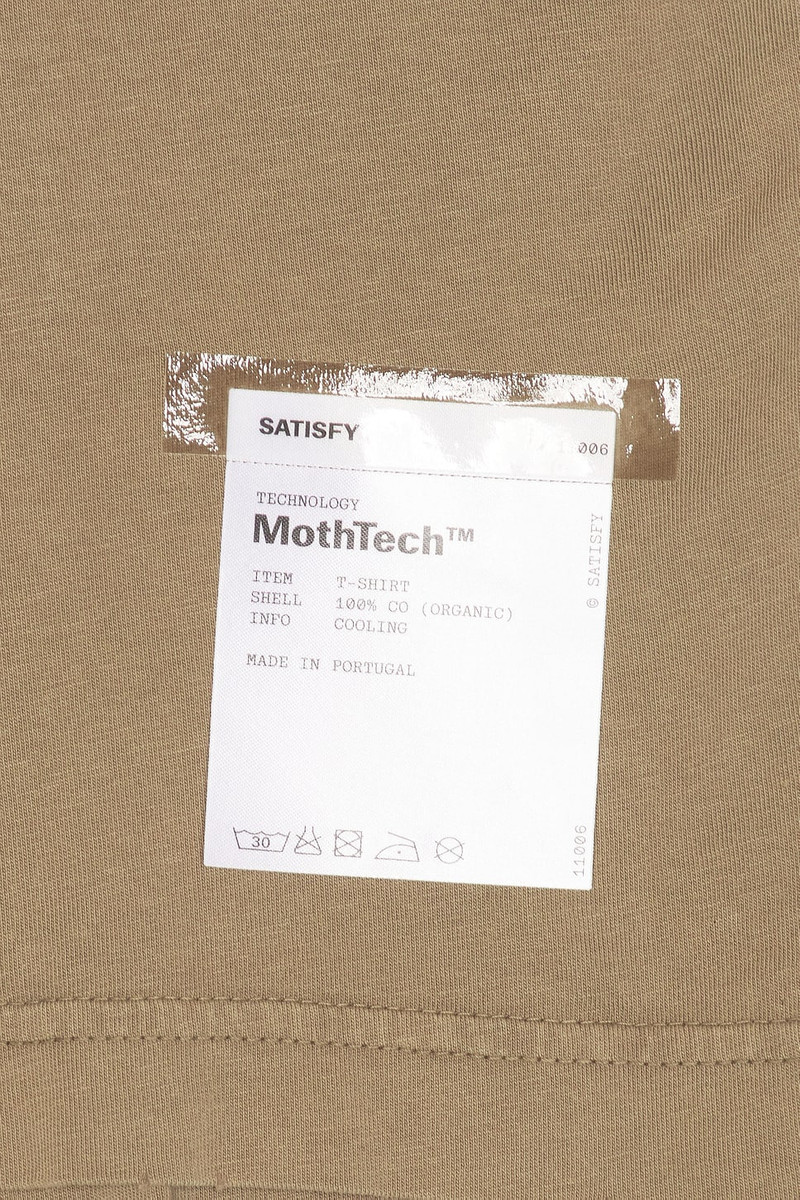 SATISFY
006
TECHNOLOGY
MothTech™
ITEM T-SHIRT
SHELL 100% CO (ORGANIC)
INFO COOLING
MADE IN PORTUGAL
30
© SATISFY
11006